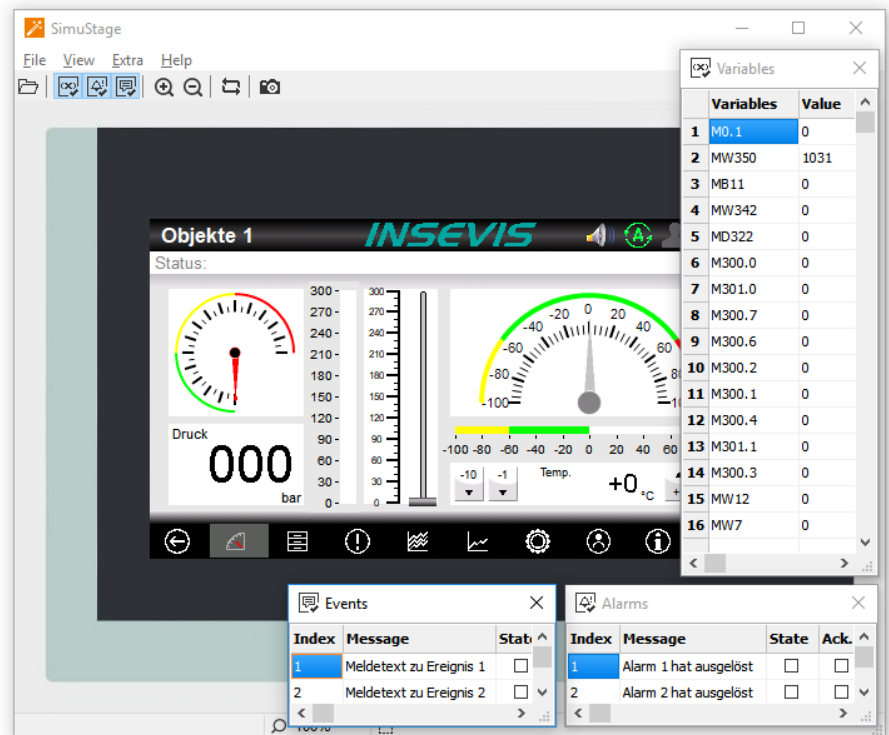 SimuStage
File View Extra Help
Variables
Variables Value
1 M0.1 0
2 MW350 1031
3 MB11 0
4 MW342 0
5 MD322 0
6 M300.0 0
7 M301.0 0
8 M300.7 0
9 M300.6 0
10 M300.2 0
11 M300.1 0
12 M300.4 0
13 M301.1 0
14 M300.3 0
15 MW12 0
16 MW7 0
Objekte 1 INSEVIS A
Status:
300 270 240 210 180 150 120 90 60 30 0
300 270 240 210 180 150 120 90 60 30 0
-100 -80 -60 -40 -20 0 20 40 60
Druck
000
bar
-100 -80 -60 -40 -20 0 20 40 60
-10 -1 Temp. +0 °C
Events
Index Message
1 Meldetext zu Ereignis 1
2 Meldetext zu Ereignis 2
Alarms
Index Message State Ack.
1 Alarm 1 hat ausgelöst
2 Alarm 2 hat ausgelöst